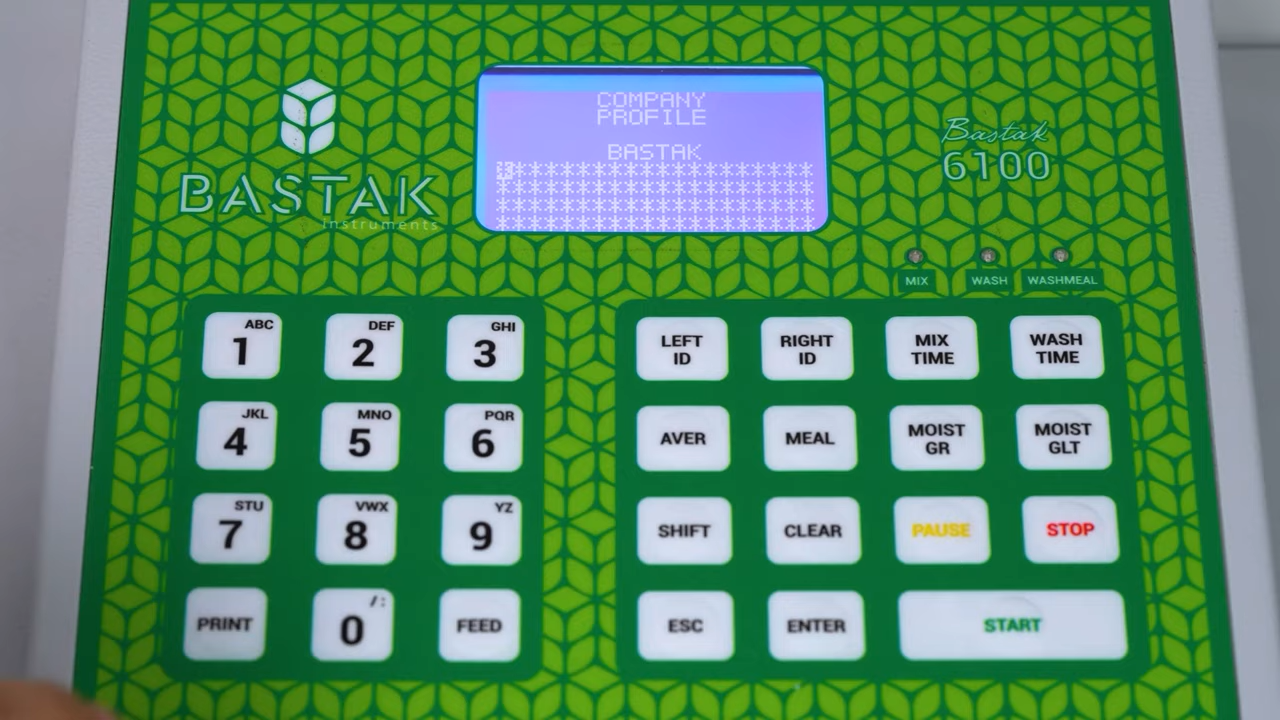 COMPANY
PROFILE
BASTAK
*****************************
*****************************
*****************************
*****************************
BASTAK
instruments
Bastak
6100
MIX
WASH
WASHMEAL
ABC
1
DEF
2
GHI
3
JKL
4
MNO
5
PQR
6
STU
7
VWX
8
YZ
9
PRINT
/:
0
FEED
LEFT
ID
RIGHT
ID
MIX
TIME
WASH
TIME
AVER
MEAL
MOIST
GR
MOIST
GLT
SHIFT
CLEAR
PAUSE
STOP
ESC
ENTER
START